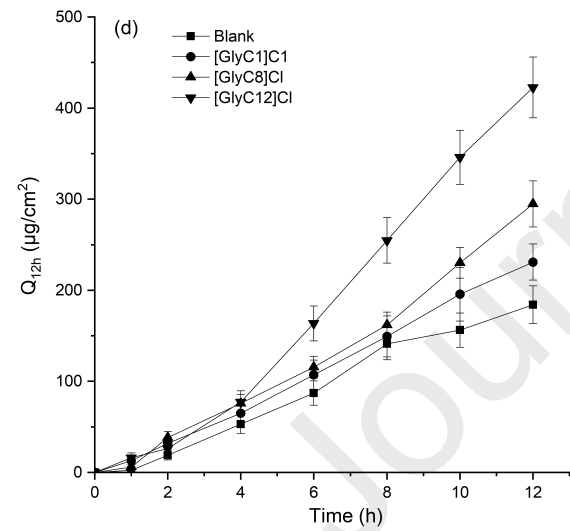 (d)
Blank
[GlyC1]C1
[GlyC8]Cl
[GlyC12]Cl
500
400
300
200
100
0
Q12h (μg/cm²)
0 2 4 6 8 10 12
Time (h)
Journ